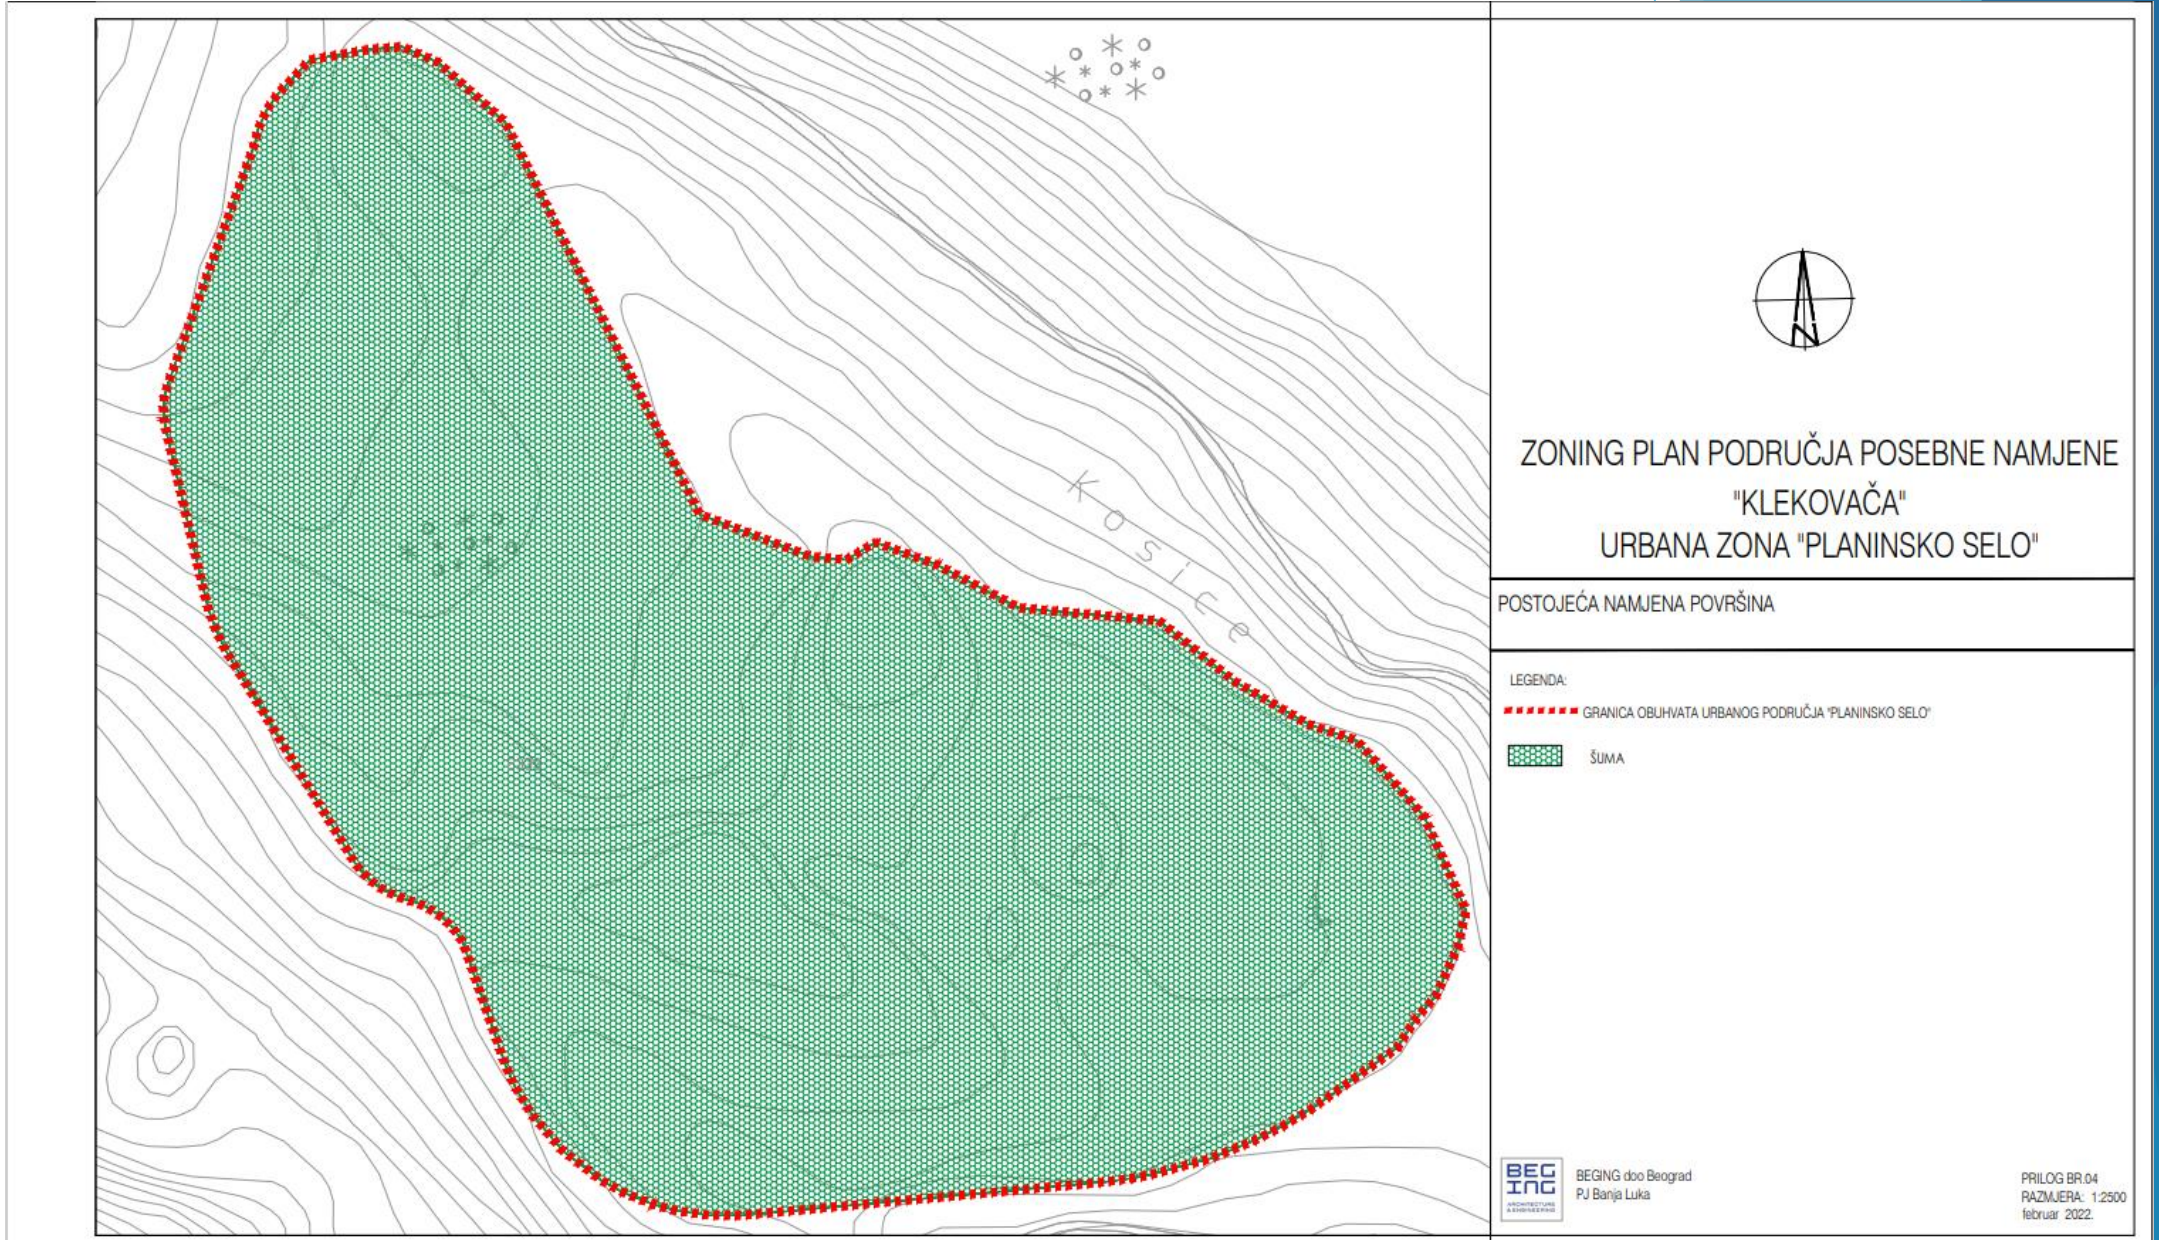 Kosice
N
ZONING PLAN PODRUČJA POSEBNE NAMJENE
"KLEKOVAČA"
URBANA ZONA "PLANINSKO SELO"
POSTOJEĆA NAMJENA POVRŠINA
LEGENDA:
GRANICA OBUHVATA URBANOG PODRUČJA "PLANINSKO SELO"
ŠUMA
BEG
ING
ARCHITECTURE
& ENGINEERING
BEGING doo Beograd
PJ Banja Luka
PRILOG BR.04
RAZMJERA: 1:2500
februar 2022.